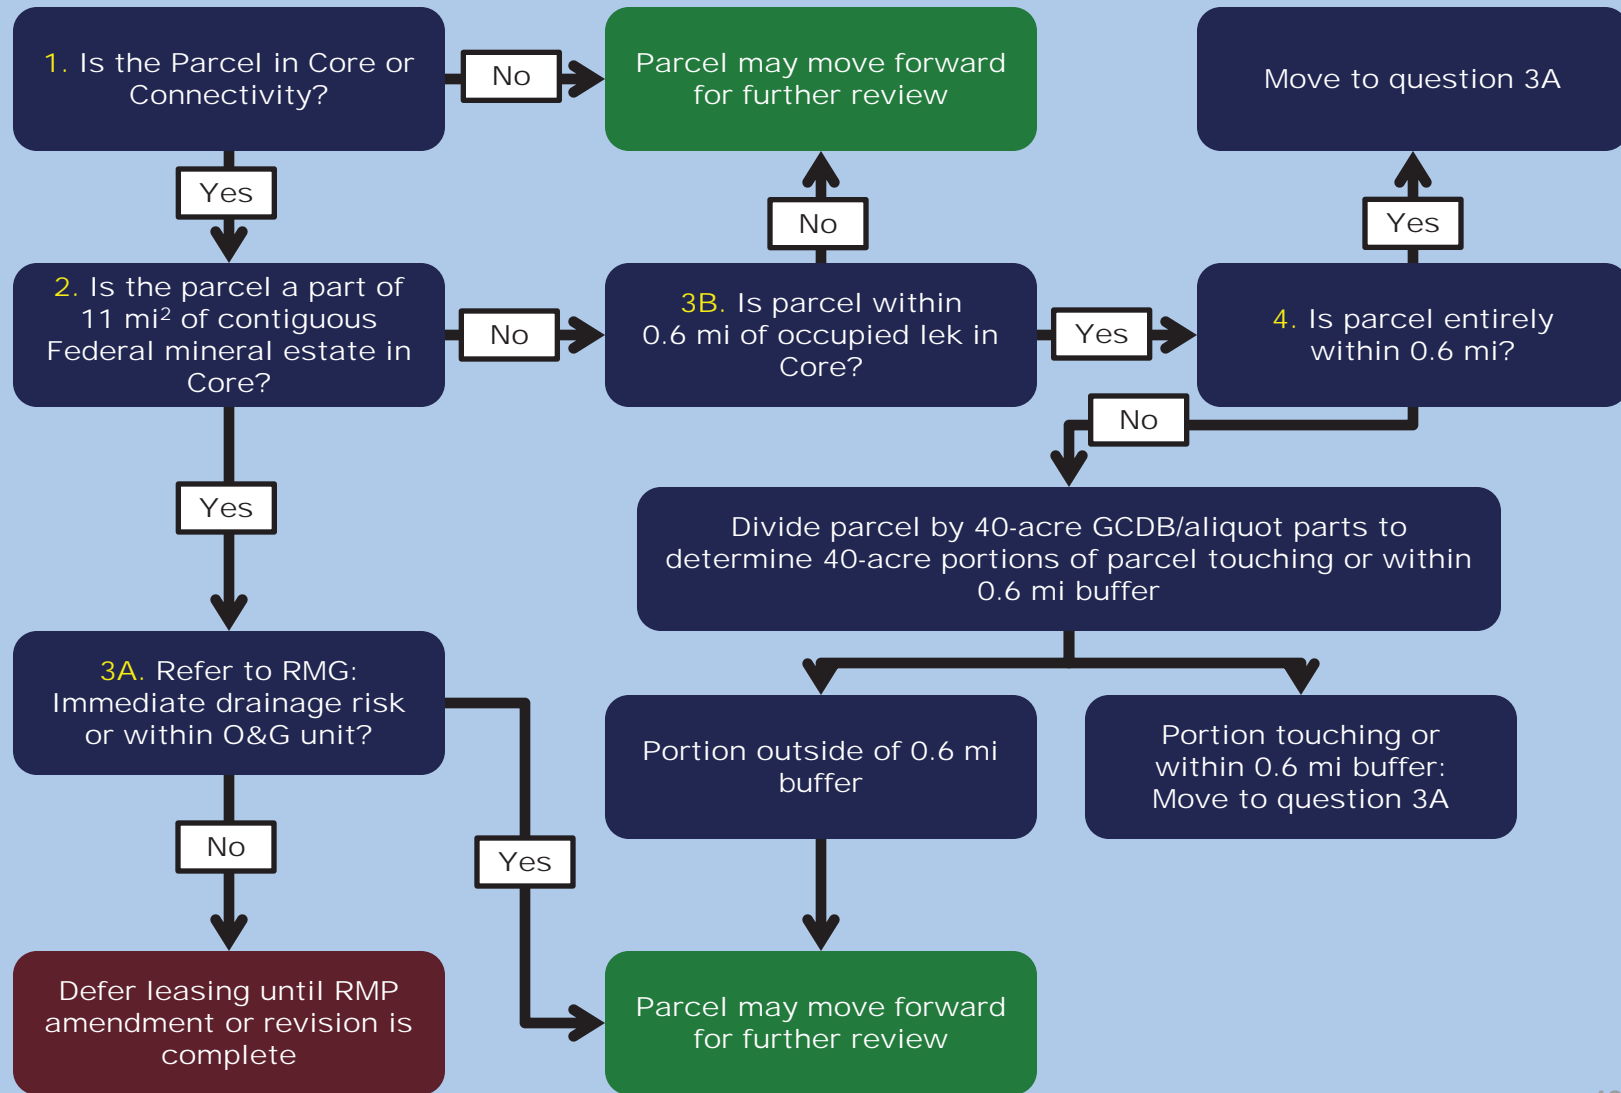 1. Is the Parcel in Core or
Connectivity?
No
Parcel may move forward
for further review
Move to question 3A
Yes
No
Yes
2. Is the parcel a part of
11 mi² of contiguous
Federal mineral estate in
Core?
No
3B. Is parcel within
0.6 mi of occupied lek in
Core?
Yes
4. Is parcel entirely
within 0.6 mi?
No
Yes
Divide parcel by 40-acre GCDB/aliquot parts to
determine 40-acre portions of parcel touching or within
0.6 mi buffer
3A. Refer to RMG:
Immediate drainage risk
or within O&G unit?
Portion outside of 0.6 mi
buffer
Portion touching or
within 0.6 mi buffer:
Move to question 3A
No
Yes
Defer leasing until RMP
amendment or revision is
complete
Parcel may move forward
for further review